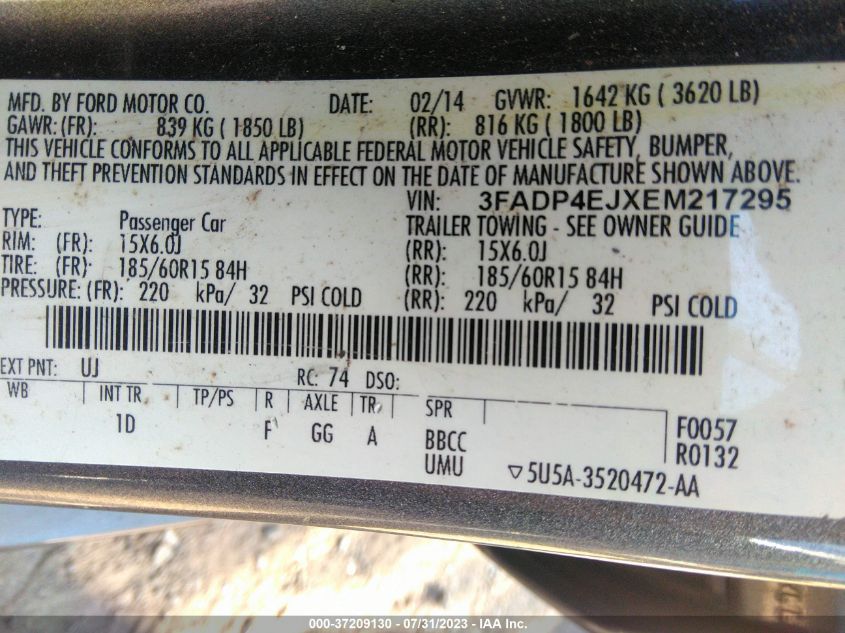 MFD. BY FORD MOTOR CO. DATE: 02/14 GVWR: 1642 KG ( 3620 LB)
GAWR: (FR): 839 KG ( 1850 LB) (RR): 816 KG ( 1800 LB)
THIS VEHICLE CONFORMS TO ALL APPLICABLE FEDERAL MOTOR VEHICLE SAFETY, BUMPER,
AND THEFT PREVENTION STANDARDS IN EFFECT ON THE DATE OF MANUFACTURE SHOWN ABOVE.
VIN: 3FADP4EJXEM217295
TYPE: Passenger Car TRAILER TOWING - SEE OWNER GUIDE
RIM: (FR): 15X6.0J (RR): 15X6.0J
TIRE: (FR): 185/60R15 84H (RR): 185/60R15 84H
PRESSURE: (FR): 220 kPa/ 32 PSI COLD (RR): 220 kPa/ 32 PSI COLD
EXT PNT: UJ RC: 74 DSO:
WB INT TR TP/PS R AXLE TR SPR F0057
1D F GG A BBCC R0132
UMU 5U5A-3520472-AA
000-37209130 - 07/31/2023 - IAA Inc.